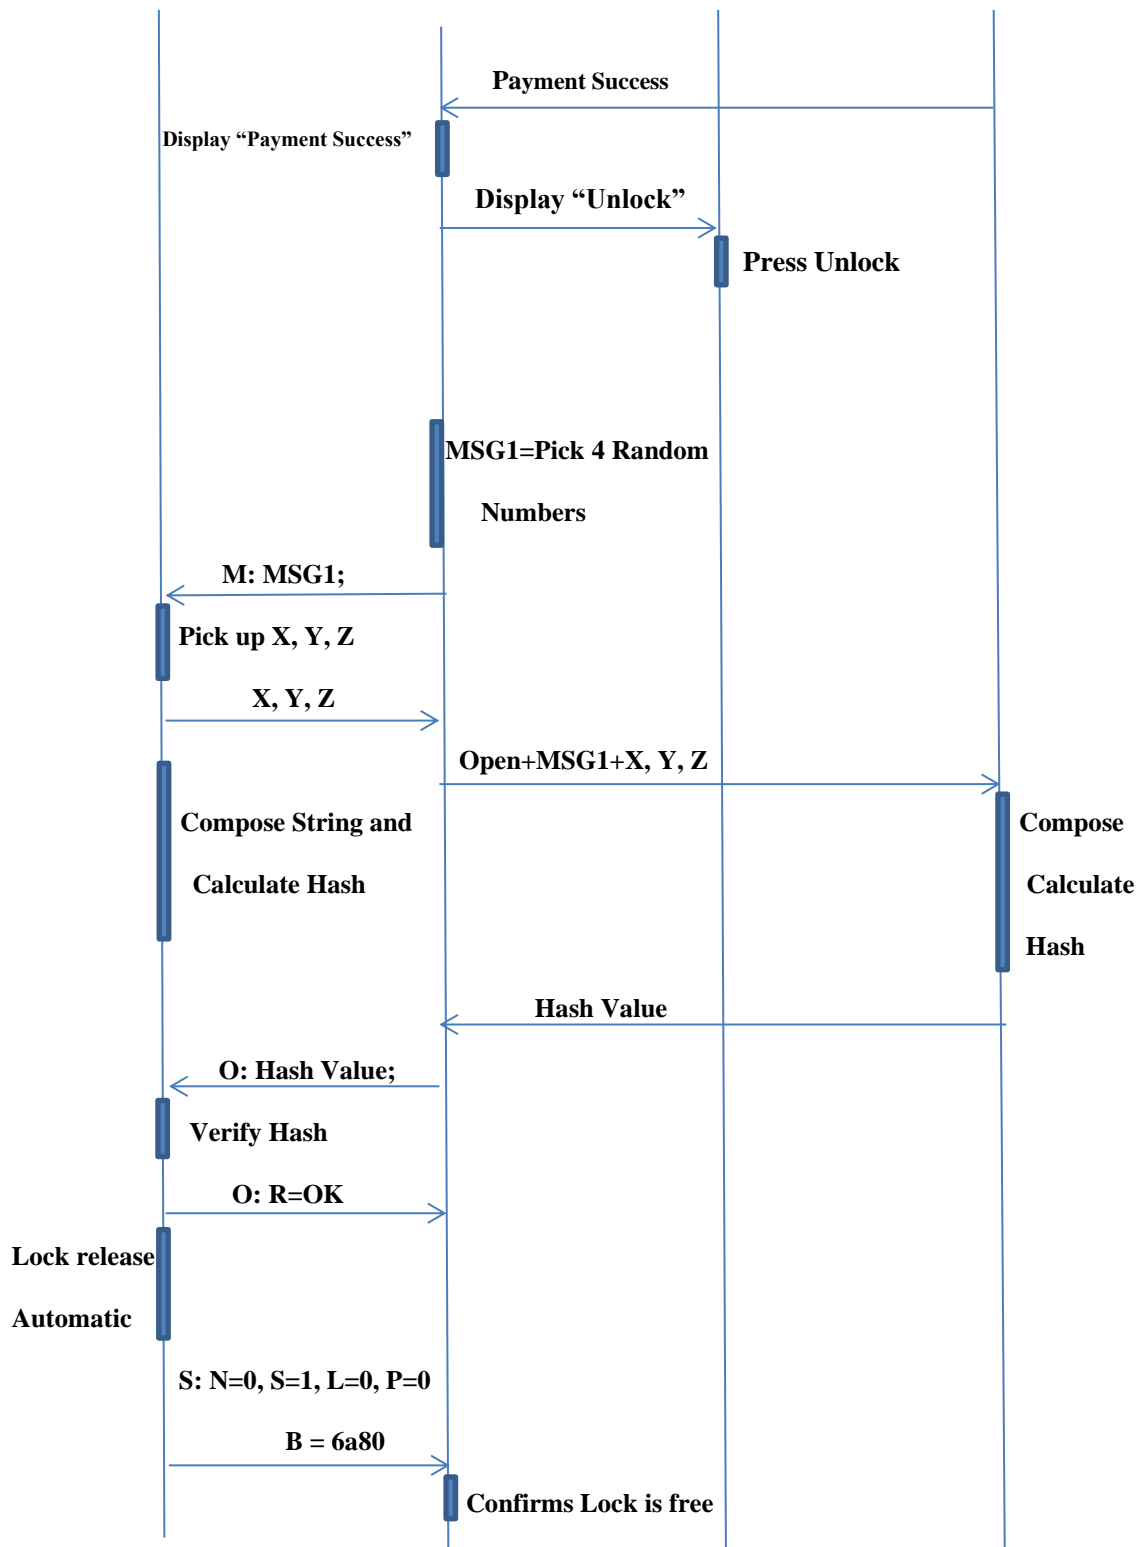 Payment Success
Display “Payment Success”
Display “Unlock”
Press Unlock
MSG1=Pick 4 Random
Numbers
M: MSG1;
Pick up X, Y, Z
X, Y, Z
Open+MSG1+X, Y, Z
Compose String and
Calculate Hash
Compose
Calculate
Hash
Hash Value
O: Hash Value;
Verify Hash
O: R=OK
Lock release
Automatic
S: N=0, S=1, L=0, P=0
B = 6a80
Confirms Lock is free